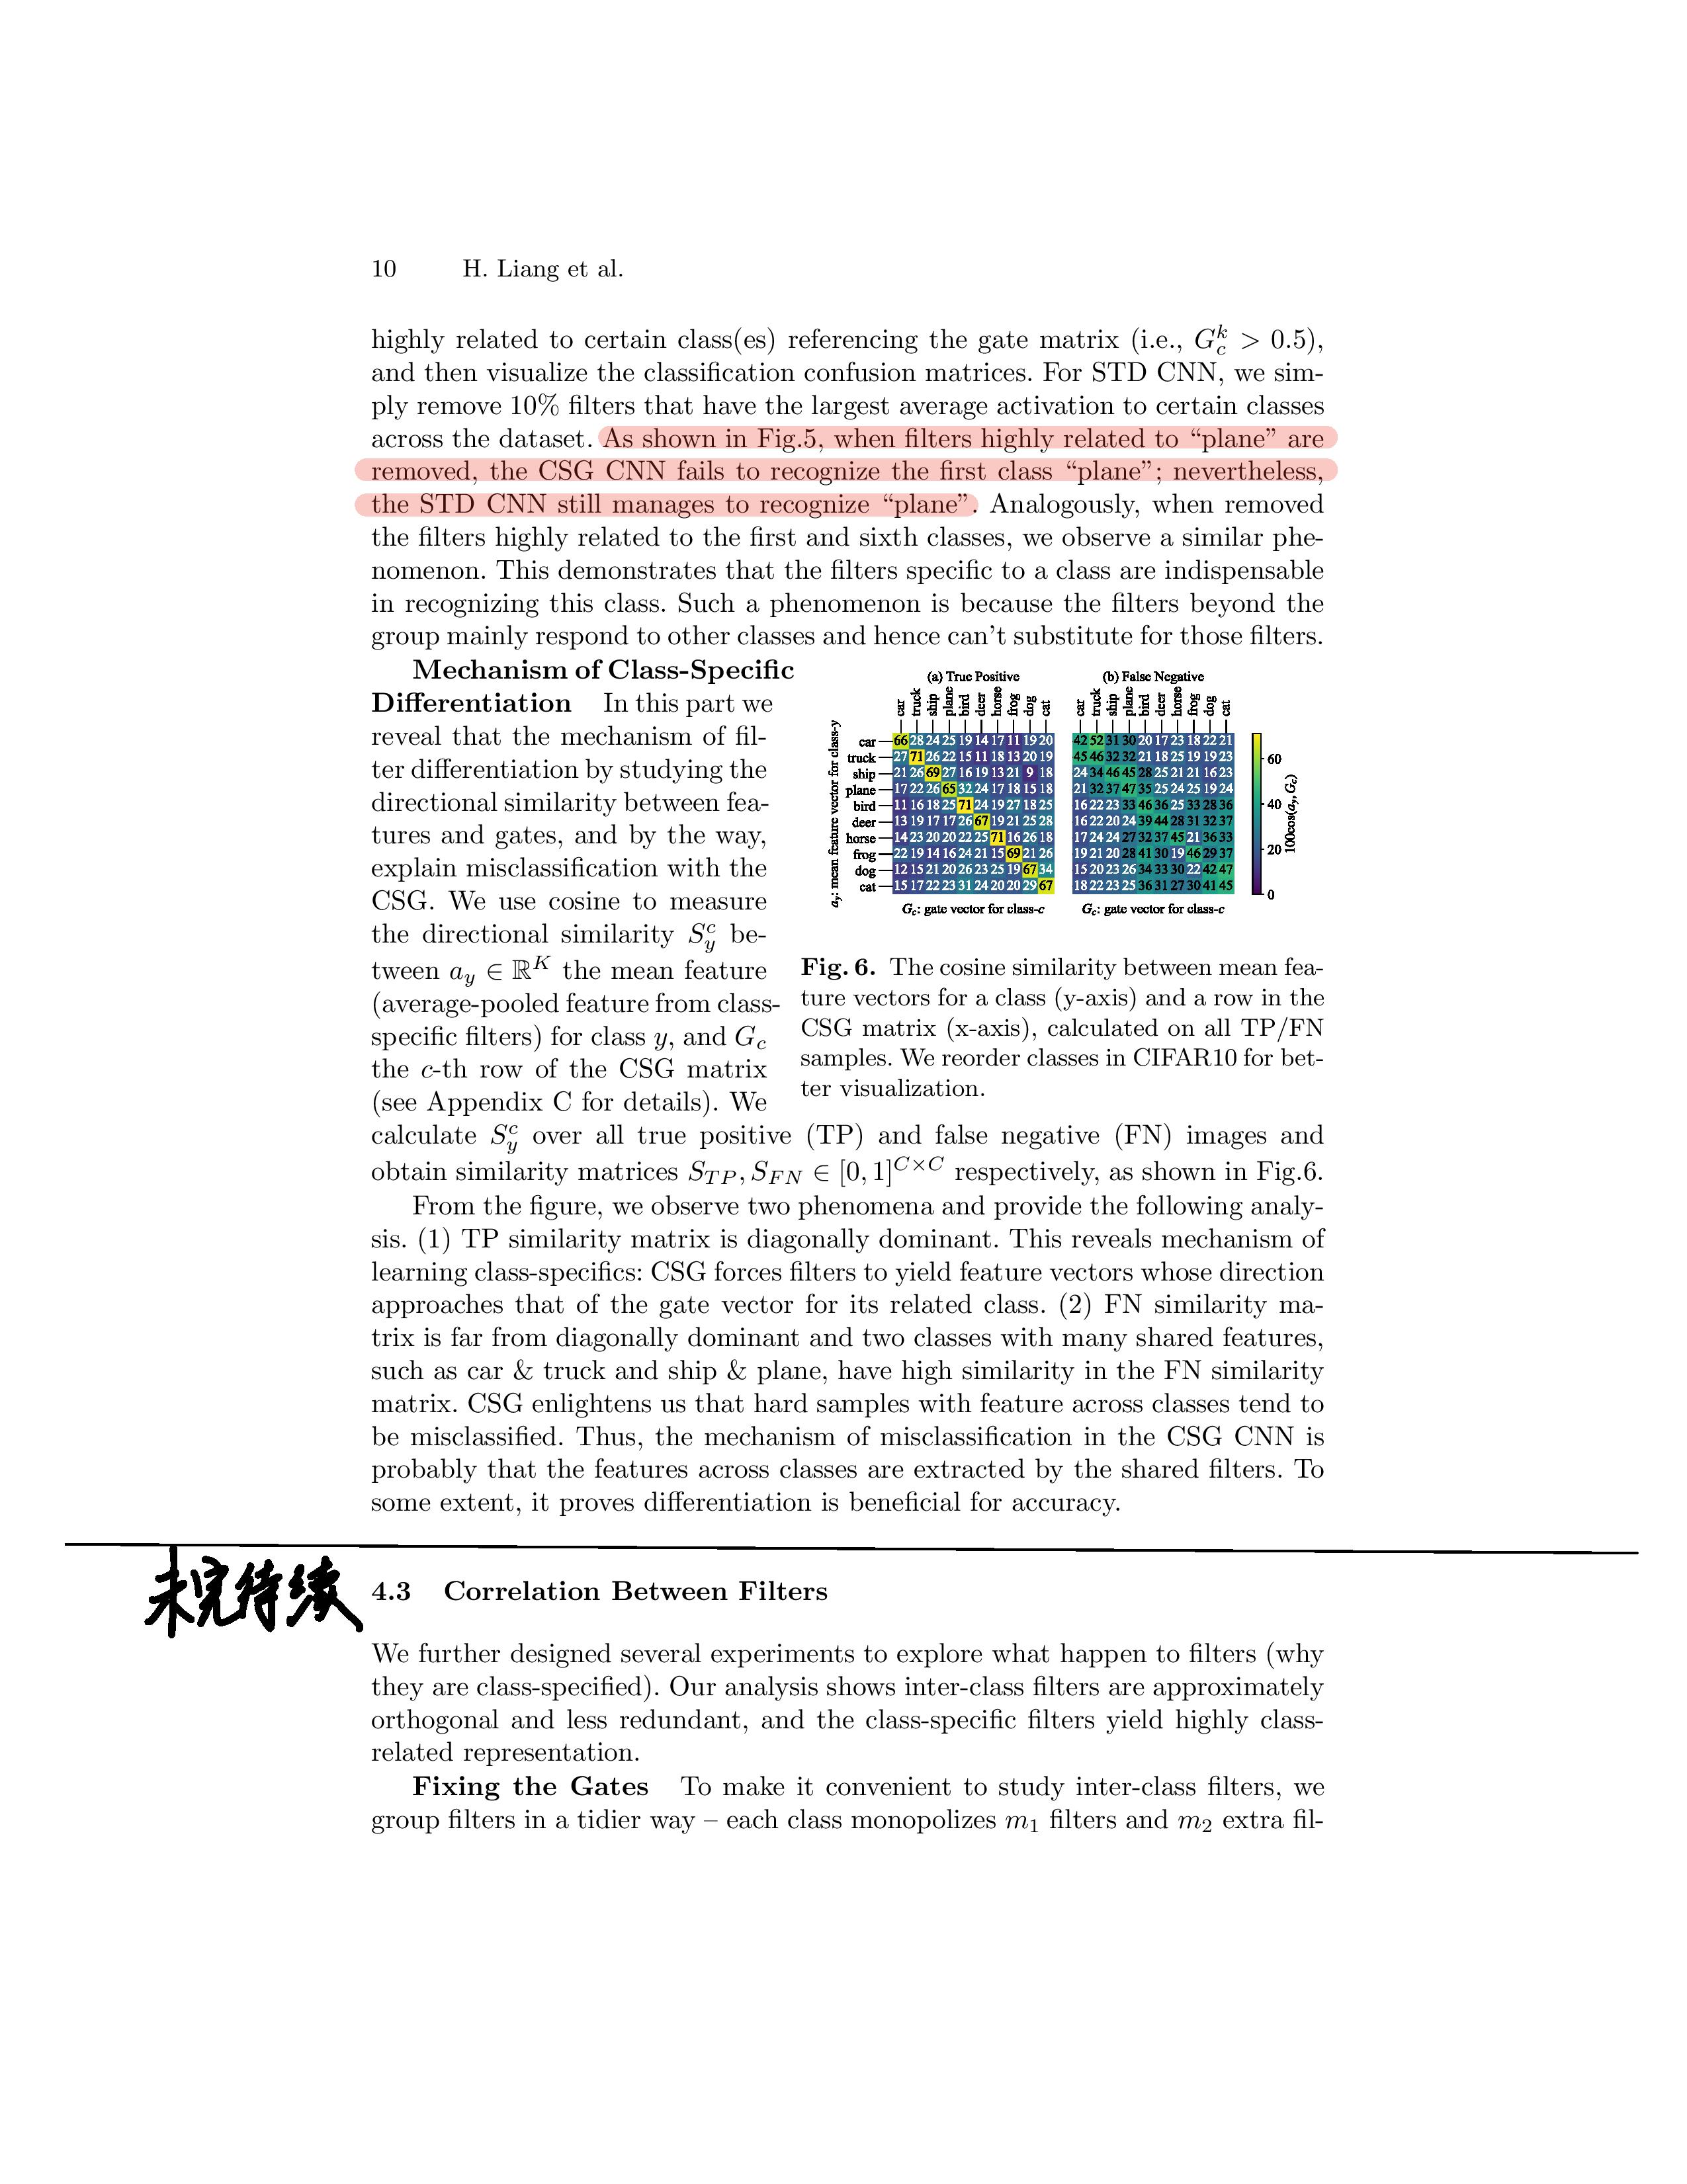 10 H. Liang et al.
highly related to certain class(es) referencing the gate matrix (i.e., G_c^k > 0.5),
and then visualize the classification confusion matrices. For STD CNN, we sim-
ply remove 10% filters that have the largest average activation to certain classes
across the dataset. As shown in Fig.5, when filters highly related to “plane” are
removed, the CSG CNN fails to recognize the first class “plane”; nevertheless,
the STD CNN still manages to recognize “plane”. Analogously, when removed
the filters highly related to the first and sixth classes, we observe a similar phe-
nomenon. This demonstrates that the filters specific to a class are indispensable
in recognizing this class. Such a phenomenon is because the filters beyond the
group mainly respond to other classes and hence can’t substitute for those filters.
Mechanism of Class-Specific
Differentiation In this part we
reveal that the mechanism of fil-
ter differentiation by studying the
directional similarity between fea-
tures and gates, and by the way,
explain misclassification with the
CSG. We use cosine to measure
the directional similarity S_y^c be-
tween a_y ∈ ℝ^K the mean feature
(average-pooled feature from class-
specific filters) for class y, and G_c
the c-th row of the CSG matrix
(see Appendix C for details). We
(a) True Positive
car truck ship plane bird deer horse frog dog cat
a_y: mean feature vector for class-y
car 66 28 24 25 19 14 17 11 19 20
truck 27 71 26 22 15 11 18 13 20 19
ship 21 26 69 27 16 19 13 21 9 18
plane 17 22 26 65 32 24 17 18 15 18
bird 11 16 18 25 71 24 19 27 18 25
deer 13 19 17 17 26 67 19 21 25 28
horse 14 23 20 20 22 25 71 16 26 18
frog 22 19 14 16 24 21 15 69 21 26
dog 12 15 21 20 26 23 25 19 67 34
cat 15 17 22 23 31 24 20 20 29 67
G_c: gate vector for class-c
(b) False Negative
car truck ship plane bird deer horse frog dog cat
42 52 31 30 20 17 23 18 22 21
45 46 32 32 21 18 25 19 19 23
24 34 46 45 28 25 21 21 16 23
21 32 37 47 35 25 24 25 19 24
16 22 23 33 46 36 25 33 28 36
16 22 20 24 39 44 28 31 32 37
17 24 24 27 32 37 45 21 36 33
19 21 20 28 41 30 19 46 29 37
15 20 23 26 34 33 30 22 42 47
18 22 23 25 36 31 27 30 41 45
G_c: gate vector for class-c
60
40
20
0
100cos(a_y, G_c)
Fig. 6. The cosine similarity between mean fea-
ture vectors for a class (y-axis) and a row in the
CSG matrix (x-axis), calculated on all TP/FN
samples. We reorder classes in CIFAR10 for bet-
ter visualization.
calculate S_y^c over all true positive (TP) and false negative (FN) images and
obtain similarity matrices S_{TP}, S_{FN} ∈ [0, 1]^{C×C} respectively, as shown in Fig.6.
From the figure, we observe two phenomena and provide the following analy-
sis. (1) TP similarity matrix is diagonally dominant. This reveals mechanism of
learning class-specifics: CSG forces filters to yield feature vectors whose direction
approaches that of the gate vector for its related class. (2) FN similarity ma-
trix is far from diagonally dominant and two classes with many shared features,
such as car & truck and ship & plane, have high similarity in the FN similarity
matrix. CSG enlightens us that hard samples with feature across classes tend to
be misclassified. Thus, the mechanism of misclassification in the CSG CNN is
probably that the features across classes are extracted by the shared filters. To
some extent, it proves differentiation is beneficial for accuracy.
未完待续
4.3 Correlation Between Filters
We further designed several experiments to explore what happen to filters (why
they are class-specified). Our analysis shows inter-class filters are approximately
orthogonal and less redundant, and the class-specific filters yield highly class-
related representation.
Fixing the Gates To make it convenient to study inter-class filters, we
group filters in a tidier way – each class monopolizes m_1 filters and m_2 extra fil-